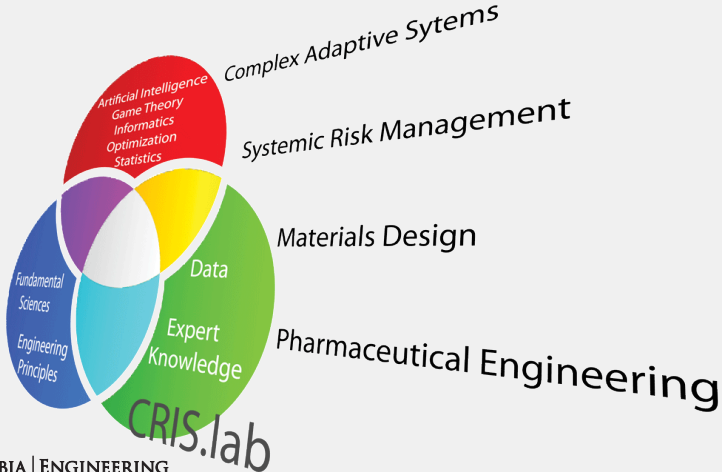 Complex Adaptive Sytems
Artificial Intelligence
Game Theory
Informatics
Optimization
Statistics
Systemic Risk Management
Materials Design
Data
Fundamental
Sciences
Expert
Knowledge
Engineering
Principles
Pharmaceutical Engineering
CRIS.lab
BIA | ENGINEERING